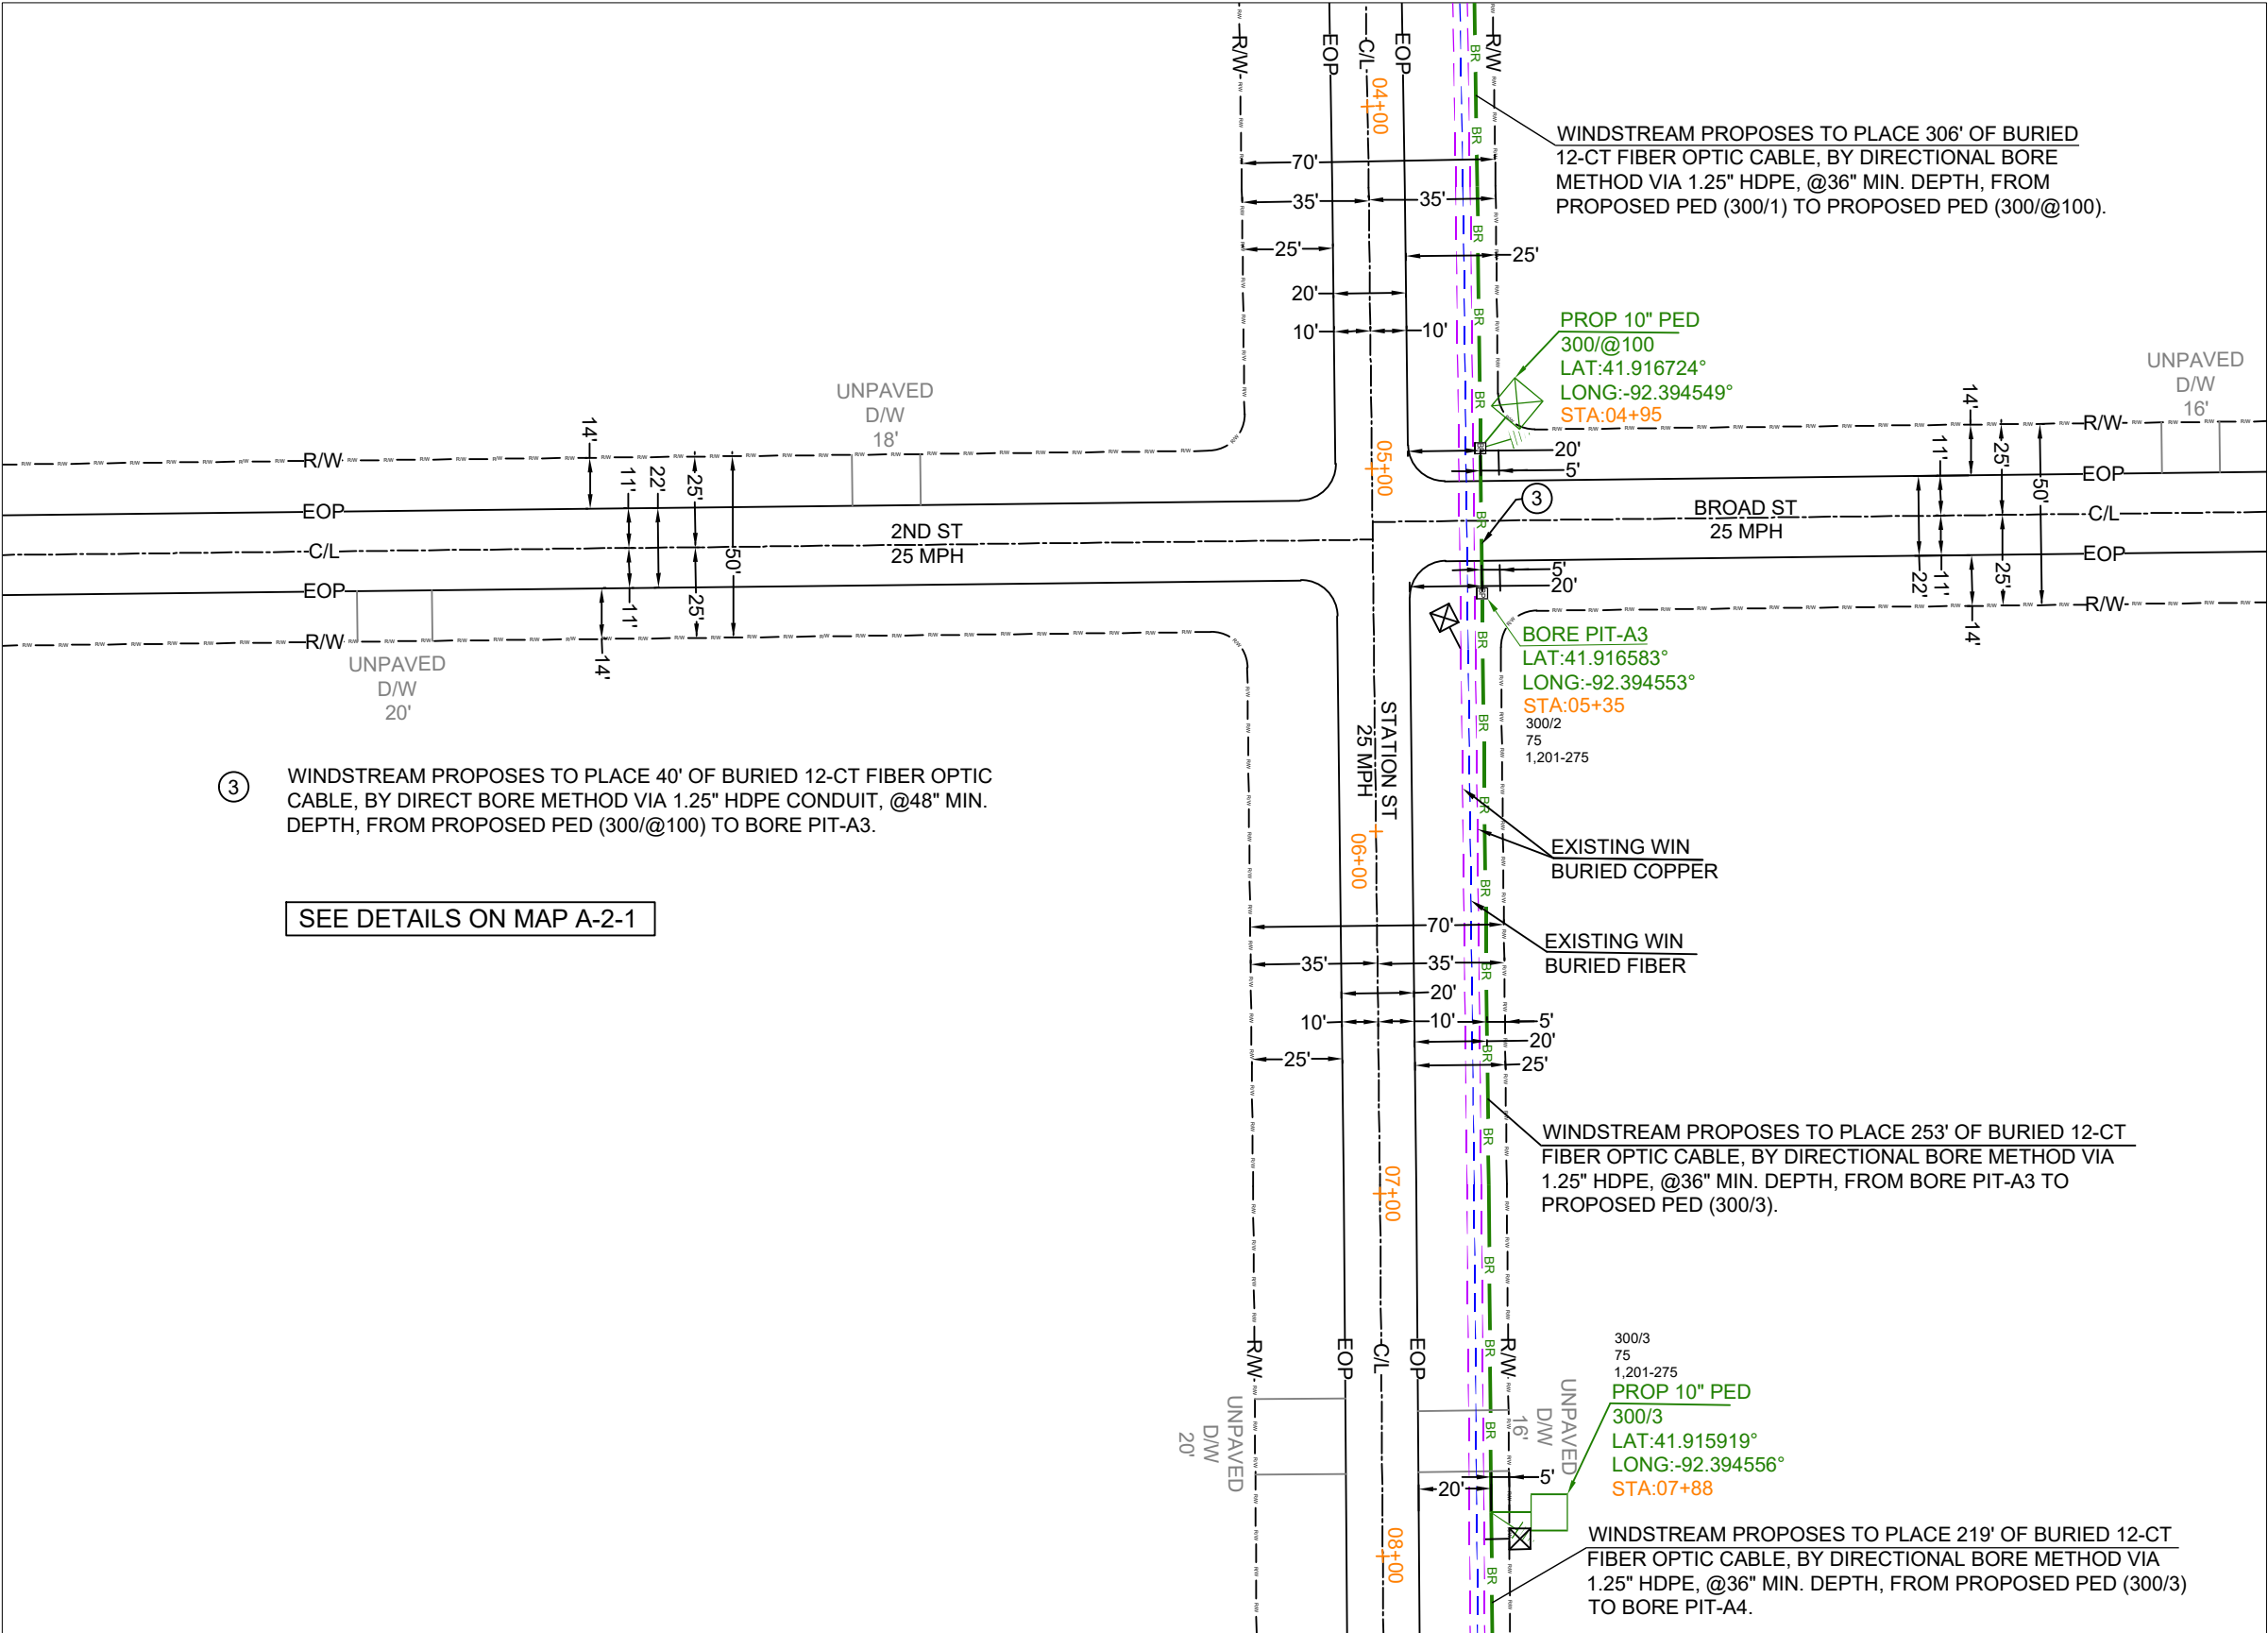 R/W
EOP
C/L
EOP
R/W
BR
04+00
WINDSTREAM PROPOSES TO PLACE 306' OF BURIED
12-CT FIBER OPTIC CABLE, BY DIRECTIONAL BORE
METHOD VIA 1.25" HDPE, @36" MIN. DEPTH, FROM
PROPOSED PED (300/1) TO PROPOSED PED (300/@100).
70'
35'
35'
25'
25'
20'
10'
10'
PROP 10" PED
300/@100
LAT:41.916724°
LONG:-92.394549°
STA:04+95
UNPAVED
D/W
18'
UNPAVED
D/W
16'
14'
R/W
11'
22'
25'
50'
EOP
C/L
EOP
R/W
11'
25'
14'
2ND ST
25 MPH
05+00
20'
5'
3
5'
20'
BROAD ST
25 MPH
14'
11'
25'
50'
R/W
EOP
C/L
EOP
R/W
22'
11'
25'
14'
UNPAVED
D/W
20'
BORE PIT-A3
LAT:41.916583°
LONG:-92.394553°
STA:05+35
300/2
75
1,201-275
STATION ST
25 MPH
3
WINDSTREAM PROPOSES TO PLACE 40' OF BURIED 12-CT FIBER OPTIC
CABLE, BY DIRECT BORE METHOD VIA 1.25" HDPE CONDUIT, @48" MIN.
DEPTH, FROM PROPOSED PED (300/@100) TO BORE PIT-A3.
06+00
EXISTING WIN
BURIED COPPER
SEE DETAILS ON MAP A-2-1
EXISTING WIN
BURIED FIBER
70'
35'
35'
20'
10'
10'
5'
20'
25'
25'
WINDSTREAM PROPOSES TO PLACE 253' OF BURIED 12-CT
FIBER OPTIC CABLE, BY DIRECTIONAL BORE METHOD VIA
1.25" HDPE, @36" MIN. DEPTH, FROM BORE PIT-A3 TO
PROPOSED PED (300/3).
07+00
R/W
EOP
C/L
EOP
R/W
300/3
75
1,201-275
PROP 10" PED
300/3
LAT:41.915919°
LONG:-92.394556°
STA:07+88
UNPAVED
D/W
20'
UNPAVED
D/W
16'
5'
20'
08+00
WINDSTREAM PROPOSES TO PLACE 219' OF BURIED 12-CT
FIBER OPTIC CABLE, BY DIRECTIONAL BORE METHOD VIA
1.25" HDPE, @36" MIN. DEPTH, FROM PROPOSED PED (300/3)
TO BORE PIT-A4.